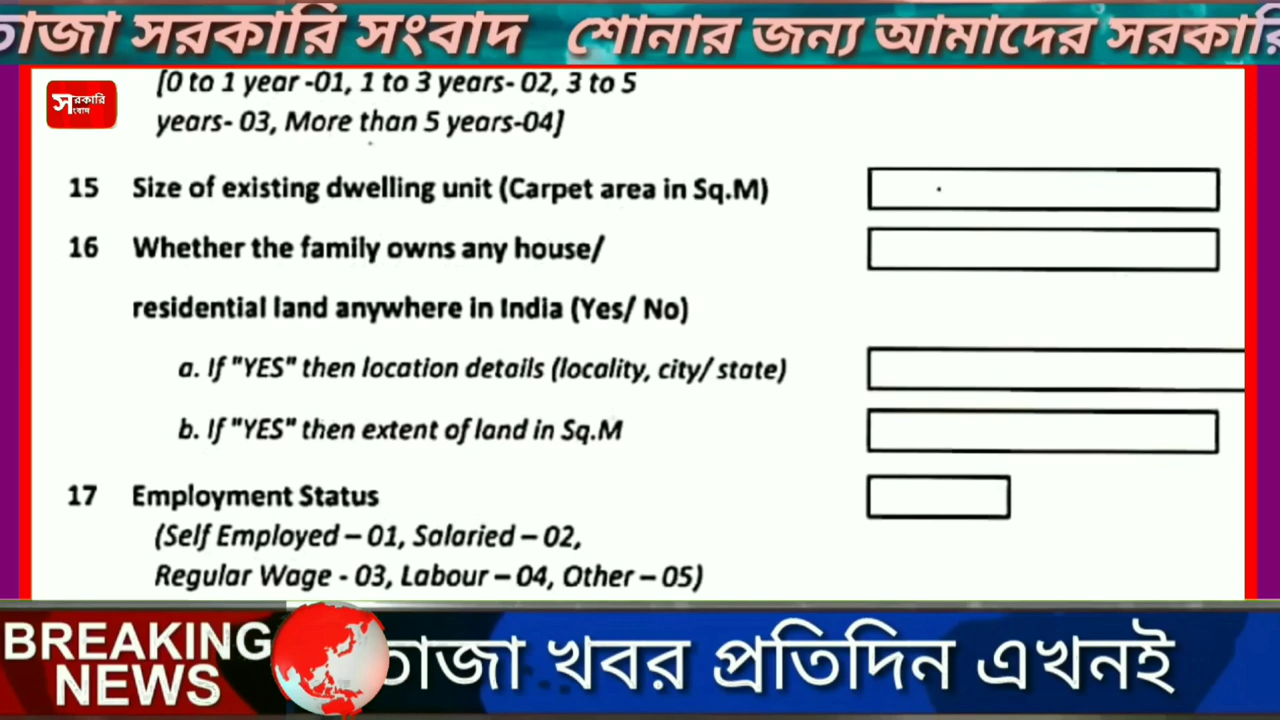 তাজা সরকারি সংবাদ শোনার জন্য আমাদের সরকারি
সরকারি
সংবাদ
[0 to 1 year -01, 1 to 3 years- 02, 3 to 5
years- 03, More than 5 years-04]
15 Size of existing dwelling unit (Carpet area in Sq.M)
16 Whether the family owns any house/
residential land anywhere in India (Yes/ No)
a. If "YES" then location details (locality, city/ state)
b. If "YES" then extent of land in Sq.M
17 Employment Status
(Self Employed – 01, Salaried – 02,
Regular Wage - 03, Labour – 04, Other – 05)
BREAKING
NEWS
তাজা খবর প্রতিদিন এখনই